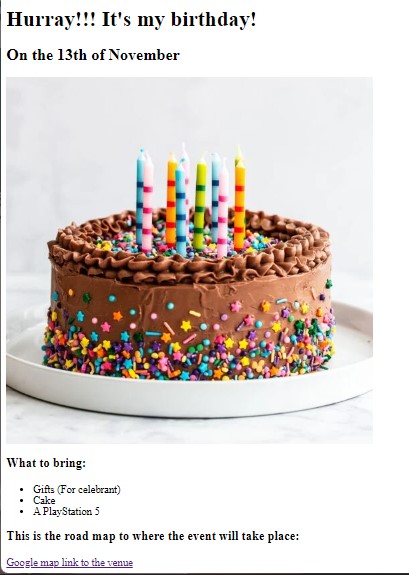 Hurray!!! It's my birthday!
On the 13th of November
What to bring:
Gifts (For celebrant)
Cake
A PlayStation 5
This is the road map to where the event will take place:
Google map link to the venue